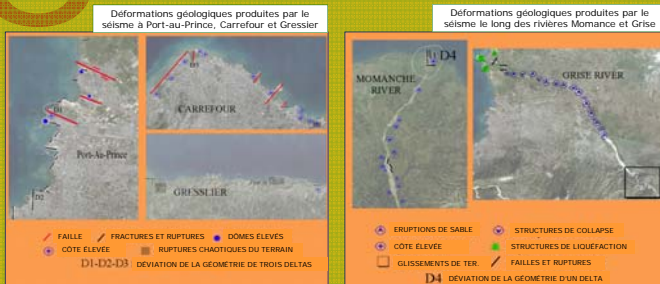 Déformations géologiques produites par le
séisme à Port-au-Prince, Carrefour et Gressier
D1
Port-Au-Prince
D2
D3
CARREFOUR
GRESSLIER
FAILLE
FRACTURES ET RUPTURES
DÔMES ÉLEVÉS
CÔTE ÉLEVÉE
RUPTURES CHAOTIQUES DU TERRAIN
D1-D2-D3 DÉVIATION DE LA GÉOMÉTRIE DE TROIS DELTAS
Déformations géologiques produites par le
séisme le long des rivières Momance et Grise
D4
MOMANCHE
RIVER
GRISE RIVER
ERUPTIONS DE SABLE
STRUCTURES DE COLLAPSE
CÔTE ÉLEVÉE
STRUCTURES DE LIQUÉFACTION
GLISSEMENTS DE TER.
FAILLES ET RUPTURES
D4 DÉVIATION DE LA GÉOMÉTRIE D'UN DELTA